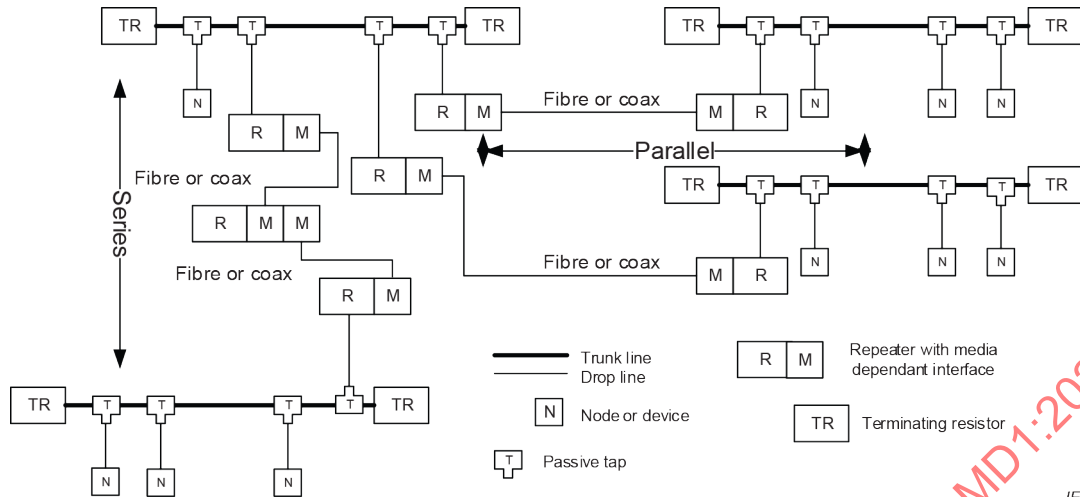 TR T T T T TR
TR T T T T TR
N
N N N
R M
Fibre or coax
M R
R M
Parallel
Fibre or coax
R M
TR T T T T TR
Series
R M M
N N N
Fibre or coax
Fibre or coax
M R
R M
Trunk line
Drop line
R M
Repeater with media
dependant interface
TR T T T T TR
N
Node or device
TR
Terminating resistor
T
Passive tap
N N N